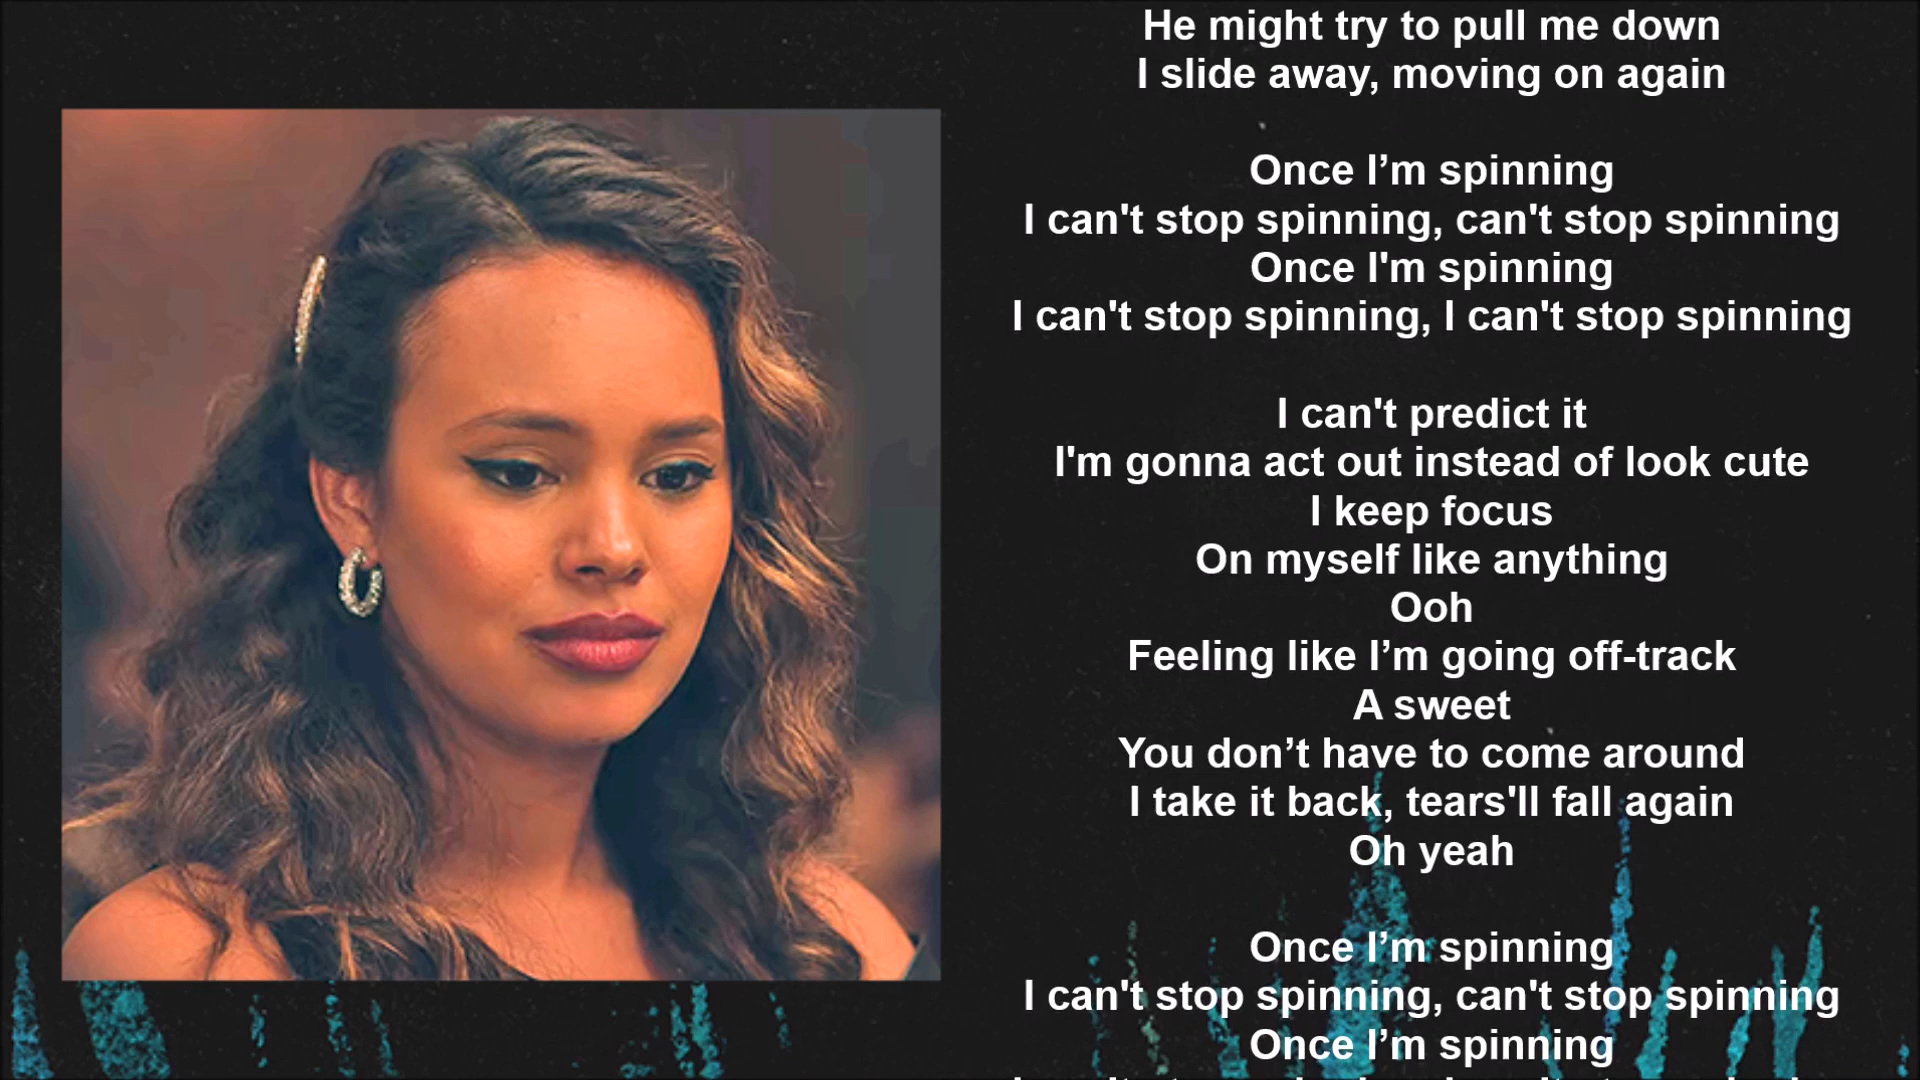 He might try to pull me down
I slide away, moving on again
Once I’m spinning
I can't stop spinning, can't stop spinning
Once I'm spinning
I can't stop spinning, I can't stop spinning
I can't predict it
I'm gonna act out instead of look cute
I keep focus
On myself like anything
Ooh
Feeling like I’m going off-track
A sweet
You don’t have to come around
I take it back, tears'll fall again
Oh yeah
Once I’m spinning
I can't stop spinning, can't stop spinning
Once I’m spinning